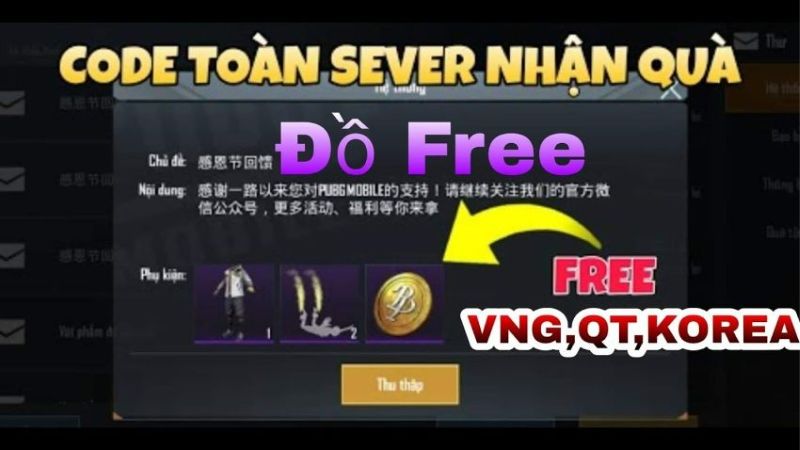 CODE TOÀN SEVER NHẬN QUÀ
Hệ thống
Thư
Đồ Free
Chủ đề: 感恩节回馈
Nội dung: 感谢一路以来您对PUBG MOBILE的支持！请继续关注我们的官方微
信公众号，更多活动、福利等你来拿
Phụ kiện:
1
2
FREE
VNG,QT,KOREA
Thu thập